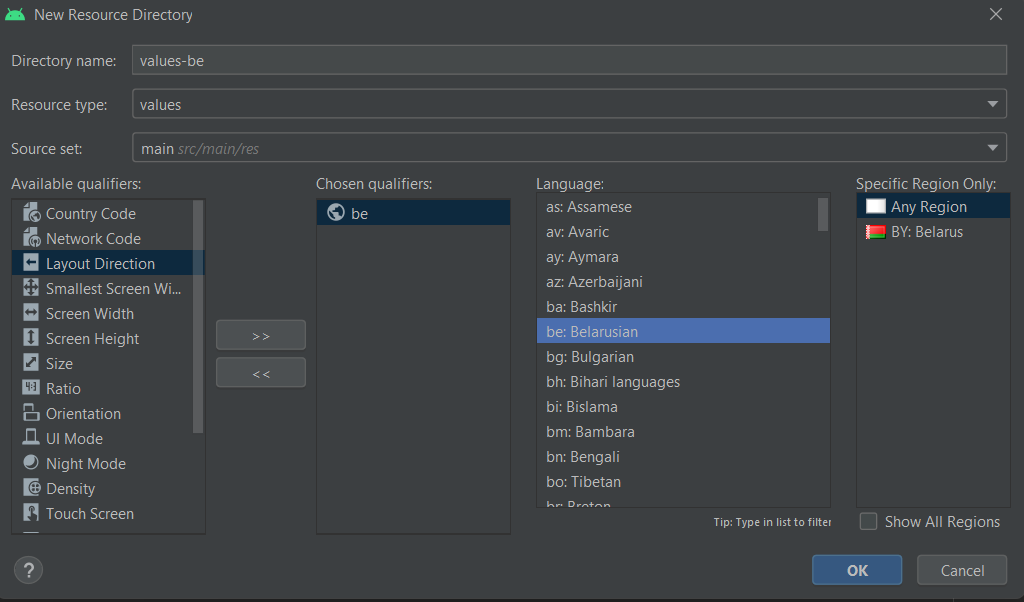 New Resource Directory
Directory name: values-be
Resource type: values
Source set: main src/main/res
Available qualifiers:
Country Code
Network Code
Layout Direction
Smallest Screen Wi...
Screen Width
Screen Height
Size
Ratio
Orientation
UI Mode
Night Mode
Density
Touch Screen
>>
<<
Chosen qualifiers:
be
Language:
as: Assamese
av: Avaric
ay: Aymara
az: Azerbaijani
ba: Bashkir
be: Belarusian
bg: Bulgarian
bh: Bihari languages
bi: Bislama
bm: Bambara
bn: Bengali
bo: Tibetan
br: Breton
Tip: Type in list to filter
Specific Region Only:
Any Region
BY: Belarus
Show All Regions
?
OK
Cancel